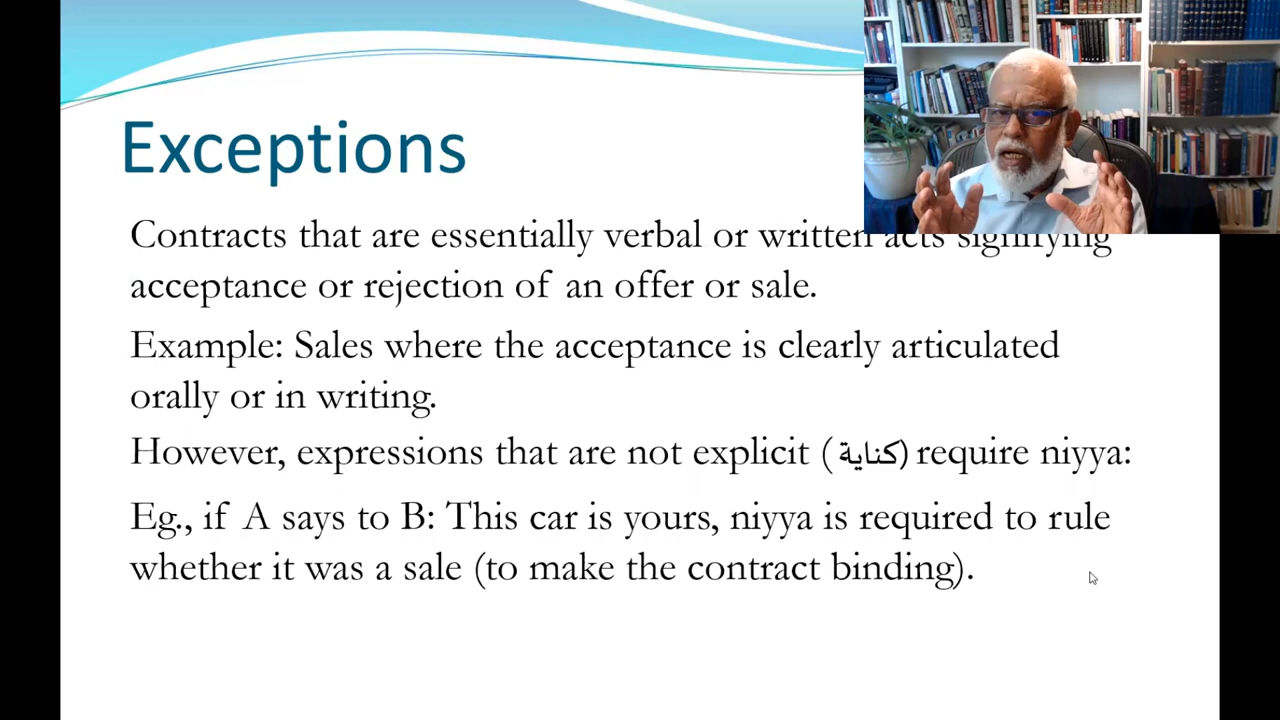 Exceptions
Contracts that are essentially verbal or written acts signifying
acceptance or rejection of an offer or sale.
Example: Sales where the acceptance is clearly articulated
orally or in writing.
However, expressions that are not explicit (كناية) require niyya:
Eg., if A says to B: This car is yours, niyya is required to rule
whether it was a sale (to make the contract binding).